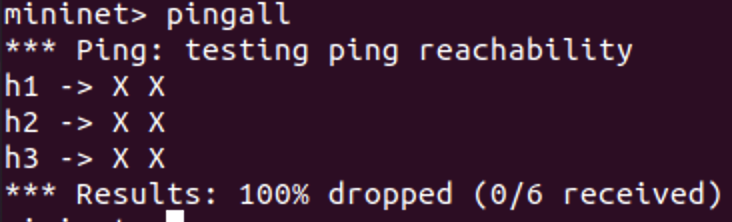 mininet> pingall
*** Ping: testing ping reachability
h1 -> X X
h2 -> X X
h3 -> X X
*** Results: 100% dropped (0/6 received)